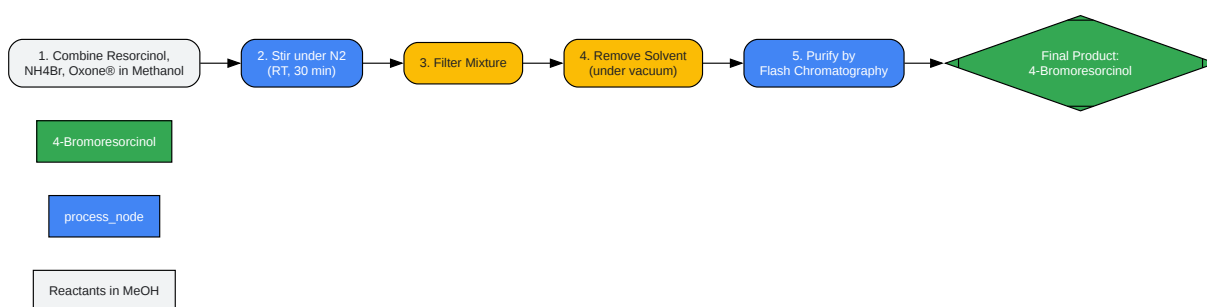 1. Combine Resorcinol,
NH4Br, Oxone® in Methanol
2. Stir under N2
(RT, 30 min)
3. Filter Mixture
4. Remove Solvent
(under vacuum)
5. Purify by
Flash Chromatography
Final Product:
4-Bromoresorcinol
4-Bromoresorcinol
process_node
Reactants in MeOH